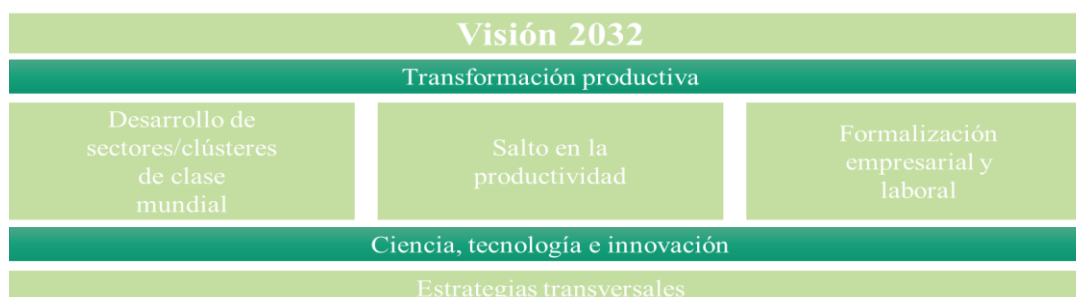 Visión 2032
Transformación productiva
Desarrollo de
sectores/clústeres
de clase
mundial
Salto en la
productividad
Formalización
empresarial y
laboral
Ciencia, tecnología e innovación
Estrategias transversales